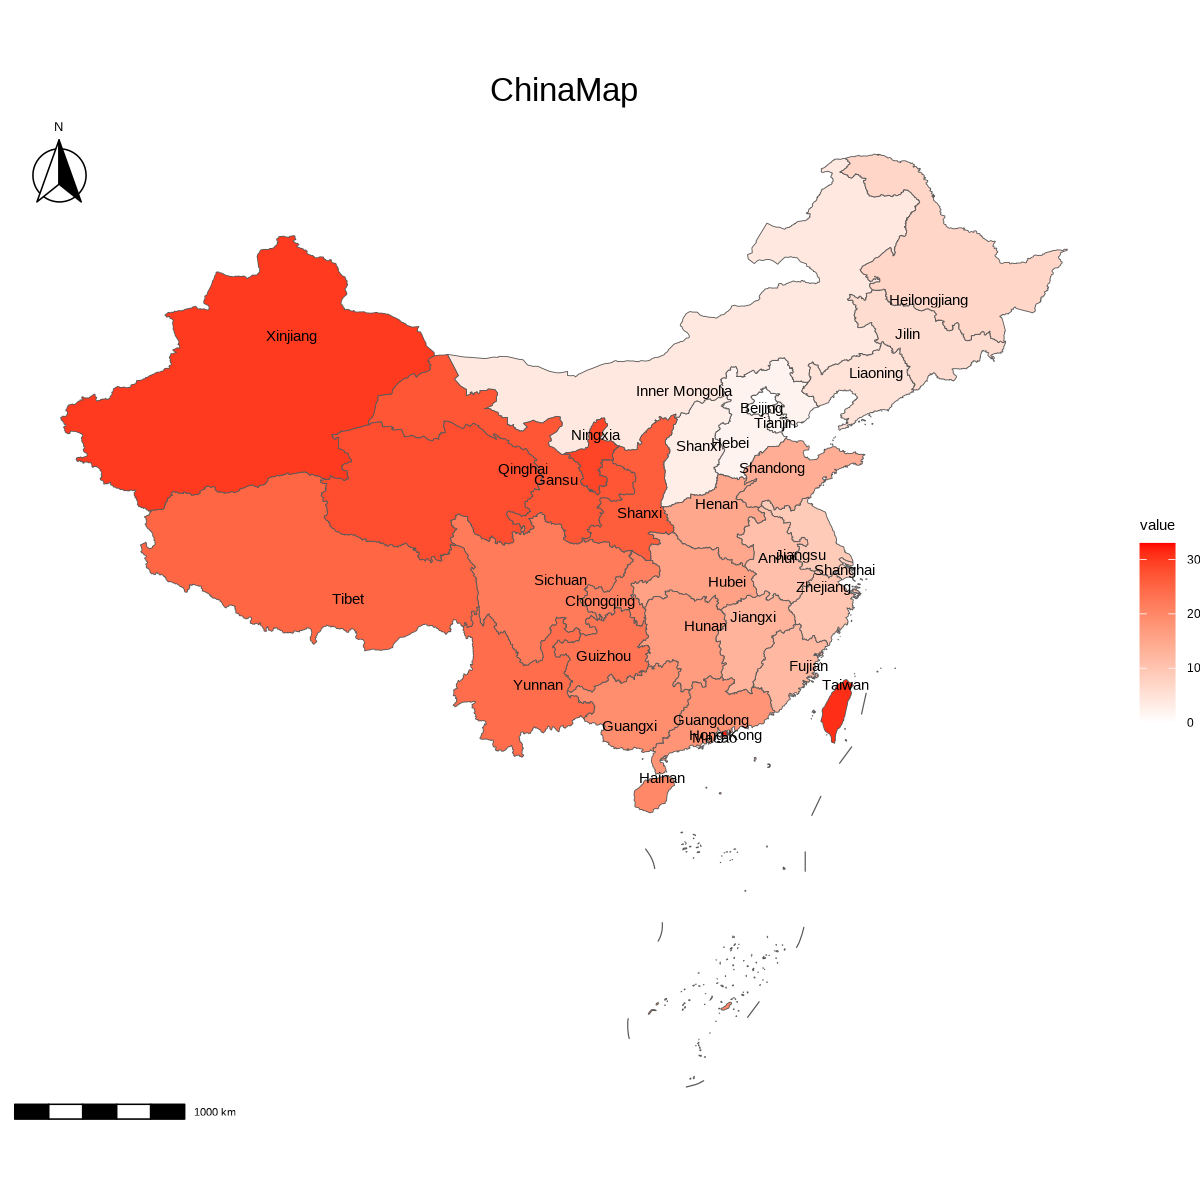 ChinaMap
N
Xinjiang
Heilongjiang
Jilin
Liaoning
Inner Mongolia
Beijing
Tianjin
Ningxia
Shanxi
Hebei
Qinghai
Gansu
Shandong
Shanxi
Henan
value
30
20
10
0
Anhui
Jiangsu
Shanghai
Sichuan
Hubei
Zhejiang
Tibet
Chongqing
Jiangxi
Hunan
Guizhou
Fujian
Yunnan
Taiwan
Guangxi
Guangdong
HongKong
Macao
Hainan
1000 km